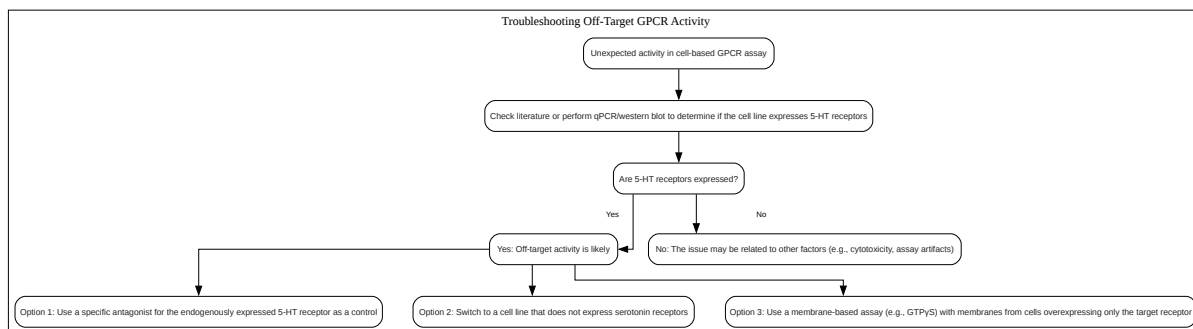 Troubleshooting Off-Target GPCR Activity
Unexpected activity in cell-based GPCR assay
Check literature or perform qPCR/western blot to determine if the cell line expresses 5-HT receptors
Are 5-HT receptors expressed?
Yes
No
Yes: Off-target activity is likely
No: The issue may be related to other factors (e.g., cytotoxicity, assay artifacts)
Option 1: Use a specific antagonist for the endogenously expressed 5-HT receptor as a control
Option 2: Switch to a cell line that does not express serotonin receptors
Option 3: Use a membrane-based assay (e.g., GTPγS) with membranes from cells overexpressing only the target receptor